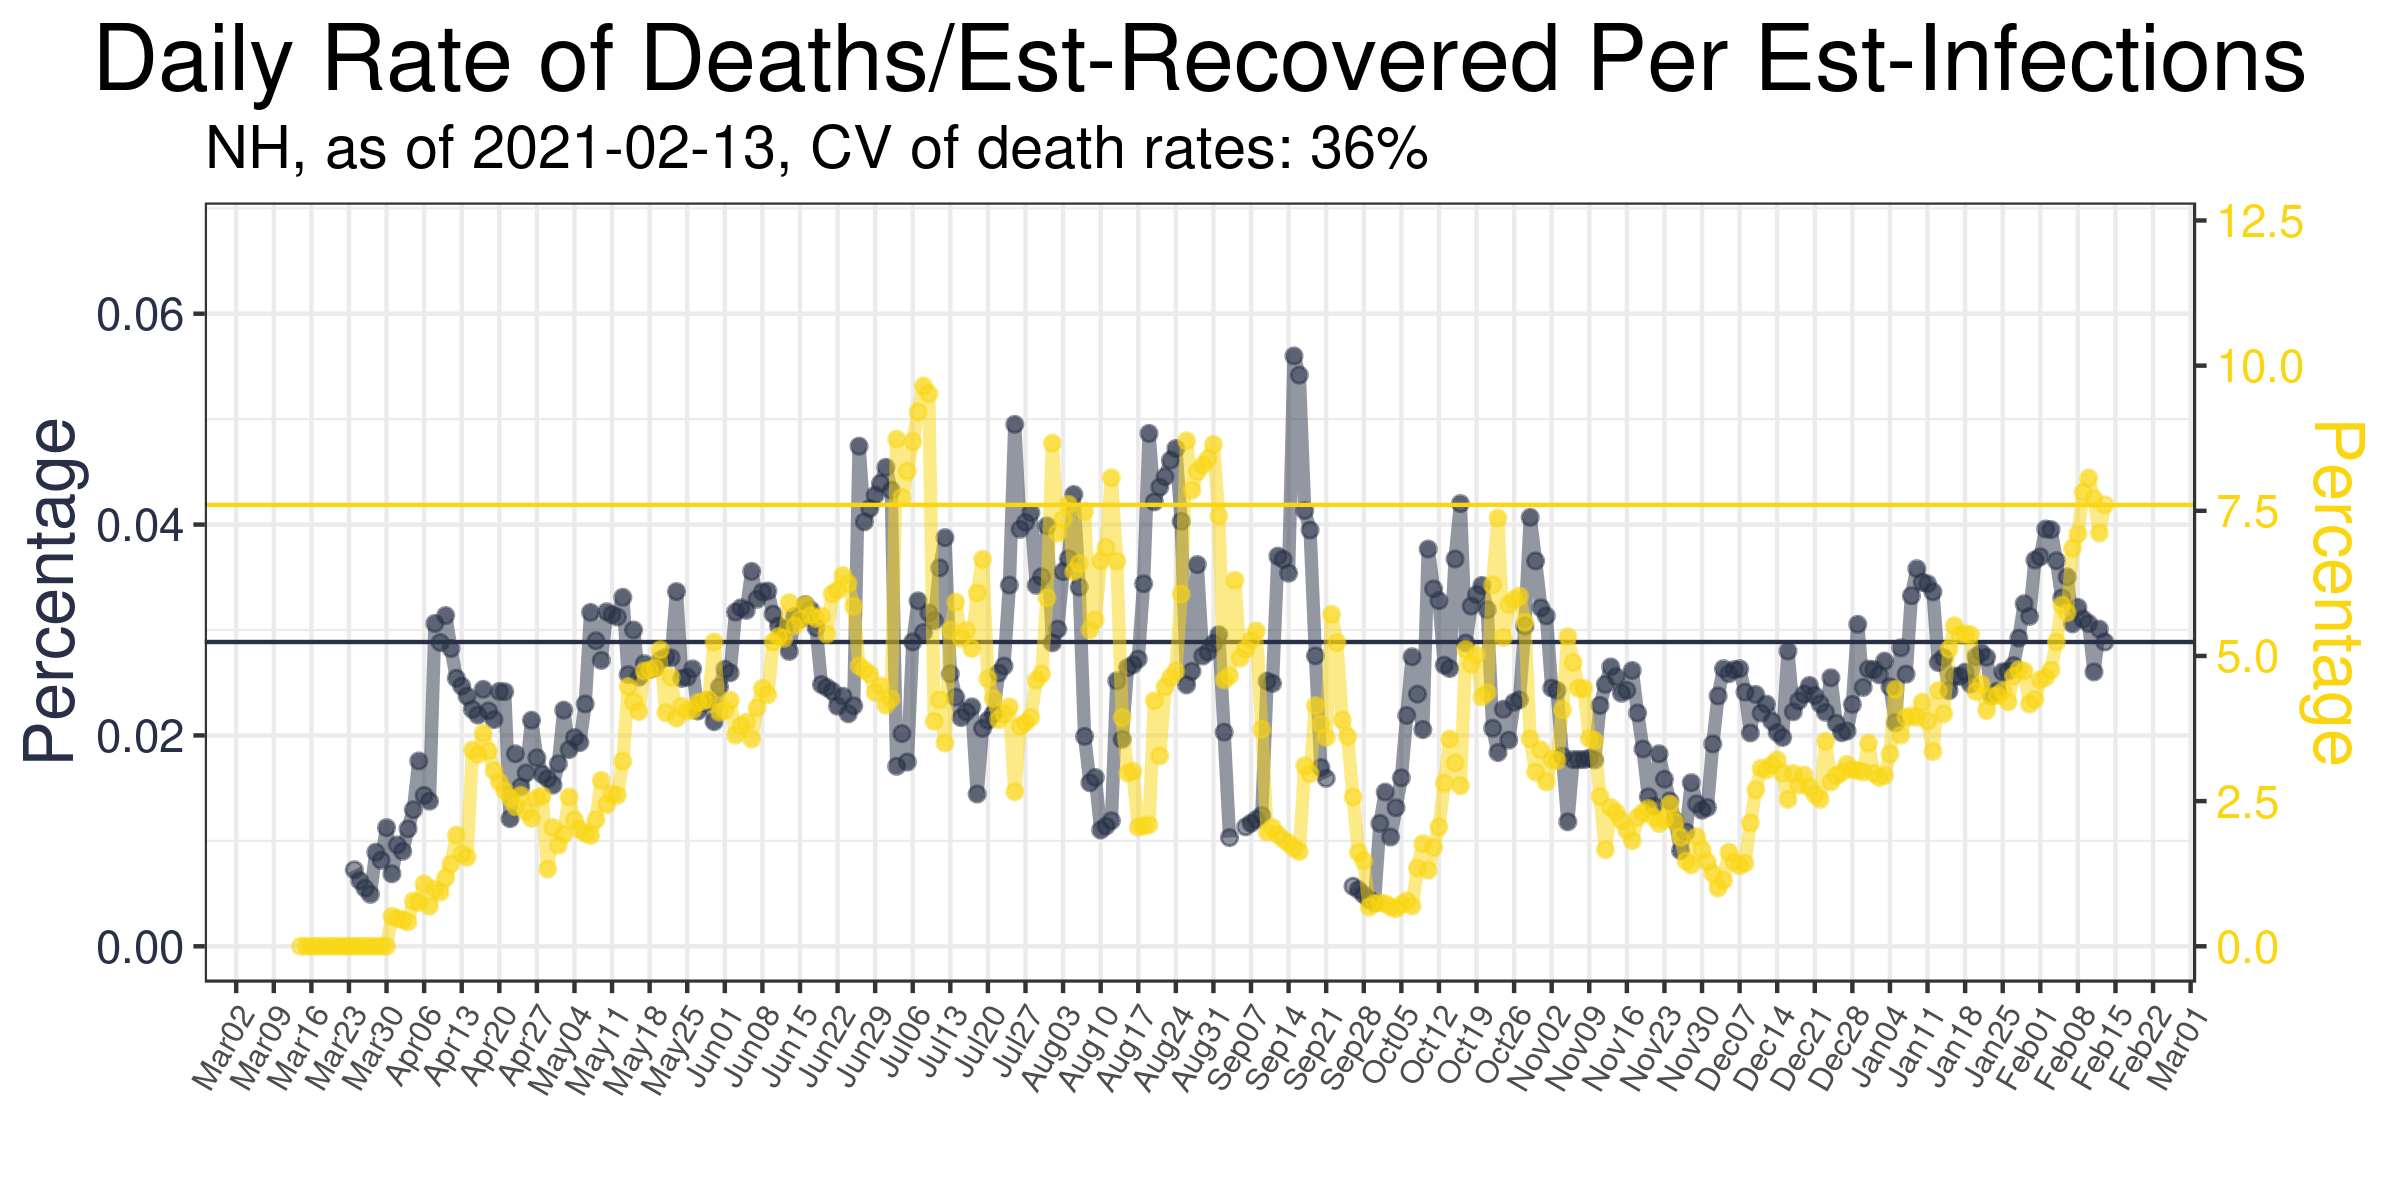 Daily Rate of Deaths/Est-Recovered Per Est-Infections
NH, as of 2021-02-13, CV of death rates: 36%
Percentage
0.06
0.04
0.02
0.00
12.5
10.0
7.5
5.0
2.5
0.0
Percentage
Mar02
Mar09
Mar16
Mar23
Mar30
Apr06
Apr13
Apr20
Apr27
May04
May11
May18
May25
Jun01
Jun08
Jun15
Jun22
Jun29
Jul06
Jul13
Jul20
Jul27
Aug03
Aug10
Aug17
Aug24
Aug31
Sep07
Sep14
Sep21
Sep28
Oct05
Oct12
Oct19
Oct26
Nov02
Nov09
Nov16
Nov23
Nov30
Dec07
Dec14
Dec21
Dec28
Jan04
Jan11
Jan18
Jan25
Feb01
Feb08
Feb15
Feb22
Mar01